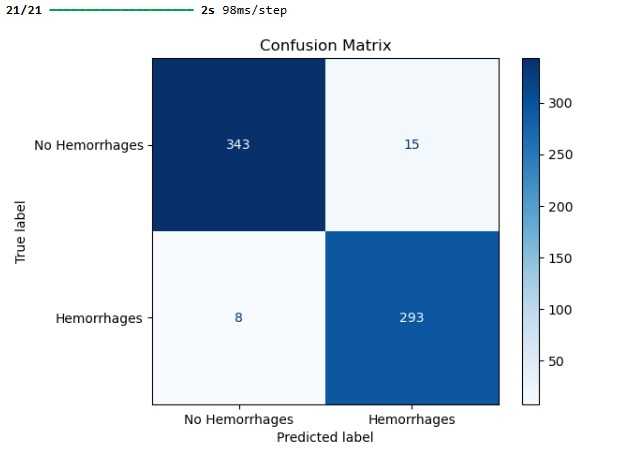 21/21 ━━━━━━━━━━━━━━━━━━━━ 2s 98ms/step
Confusion Matrix
True label
No Hemorrhages
343
15
Hemorrhages
8
293
No Hemorrhages
Hemorrhages
Predicted label
300
250
200
150
100
50